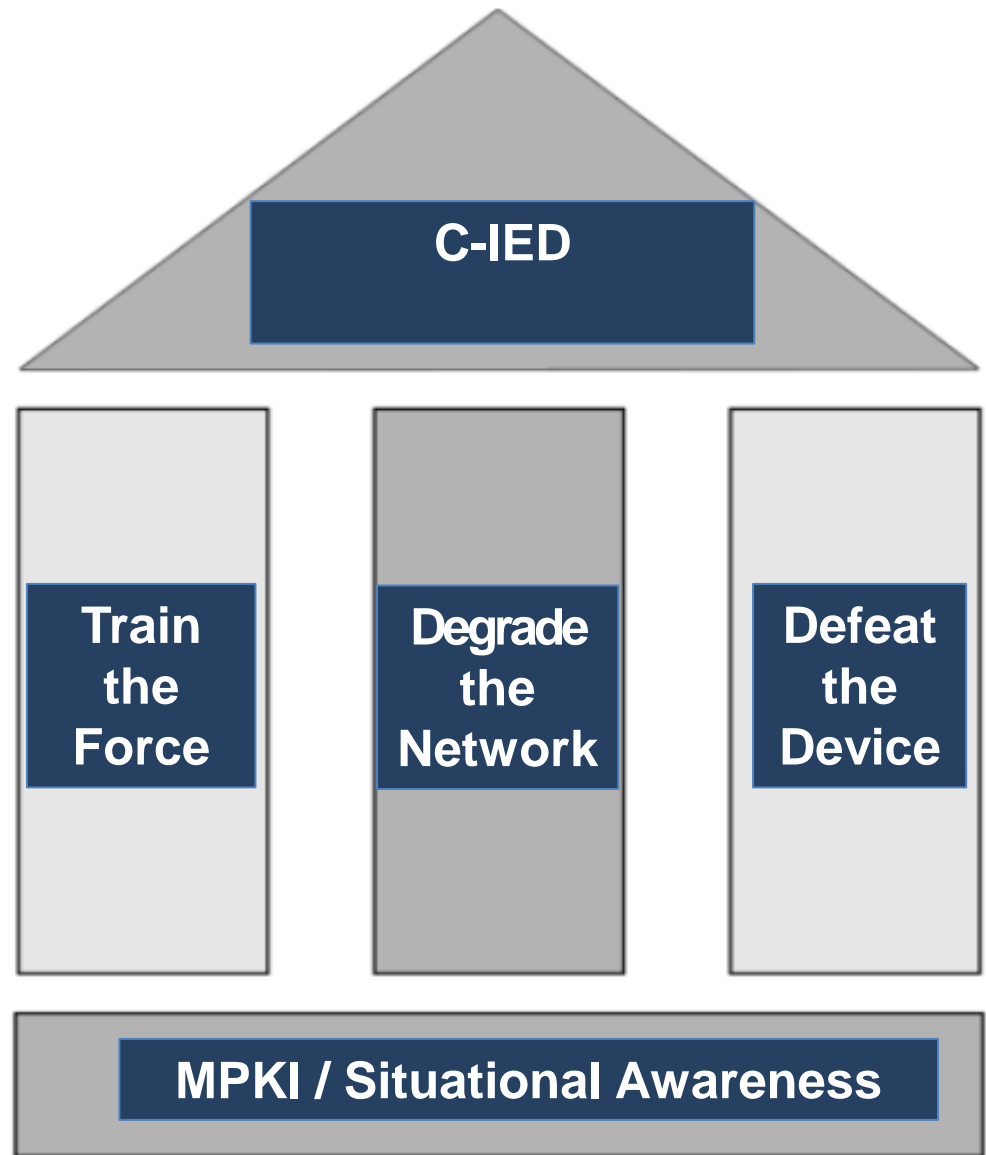 C-IED
Train
the
Force
Degrade
the
Network
Defeat
the
Device
MPKI / Situational Awareness